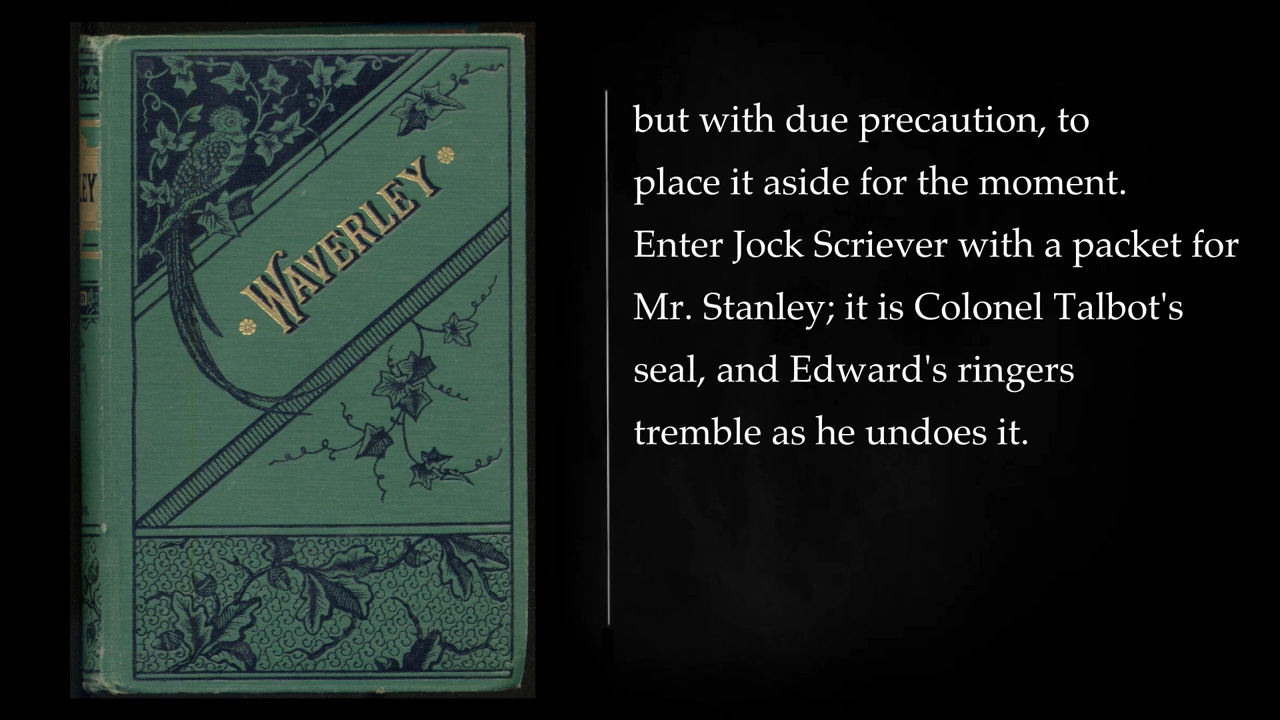 WAVERLEY
but with due precaution, to
place it aside for the moment.
Enter Jock Scriever with a packet for
Mr. Stanley; it is Colonel Talbot's
seal, and Edward's ringers
tremble as he undoes it.